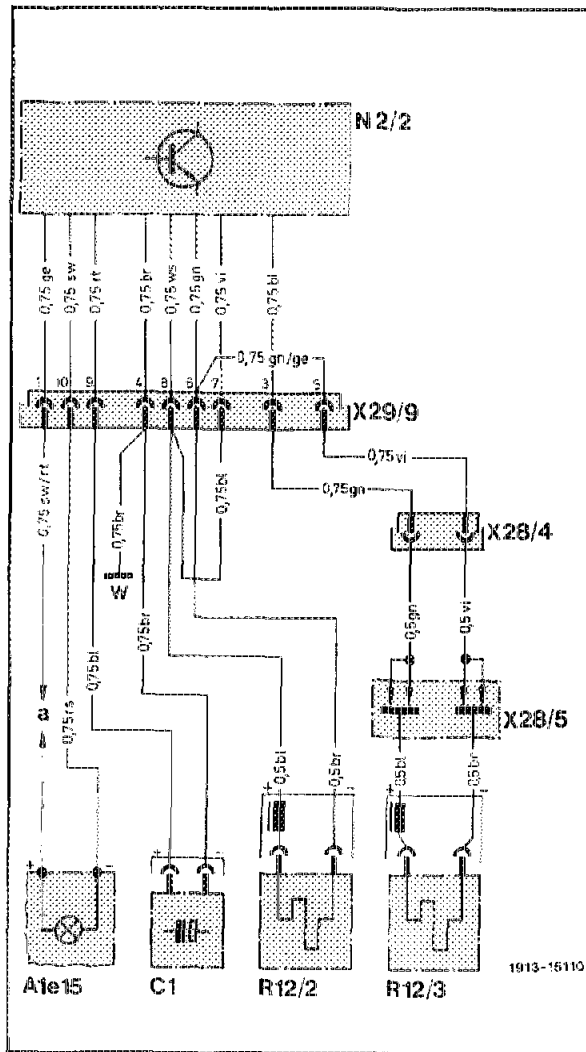 N2/2
0,75 ge
0,75 sw
0,75 rt
0,75 br
0,75 ws
0,75 gn
0,75 vi
0,75 bl
0,75 gn/ge
1 10 9 4 8 6 7 3 5
X29/9
0,75 sw/rt
0,75 br
W
0,75 bl
0,75 gn
0,75 vi
X28/4
0,75 br
0,5 gn
0,5 vi
a
0,75 rs
0,75 bl
X28/5
0,5 bl
0,5 br
0,5 bl
0,5 br
+ - + - + - + -
A1e15
C1
R12/2
R12/3
1913-15110